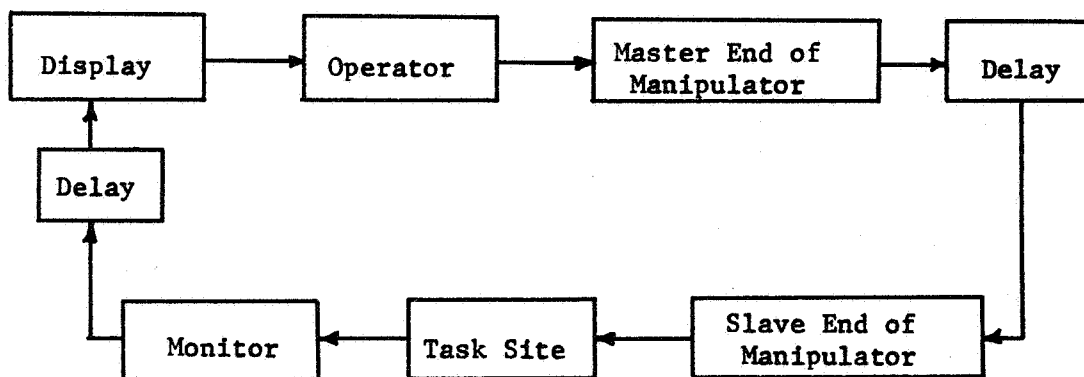 Display
Operator
Master End of
Manipulator
Delay
Delay
Monitor
Task Site
Slave End of
Manipulator